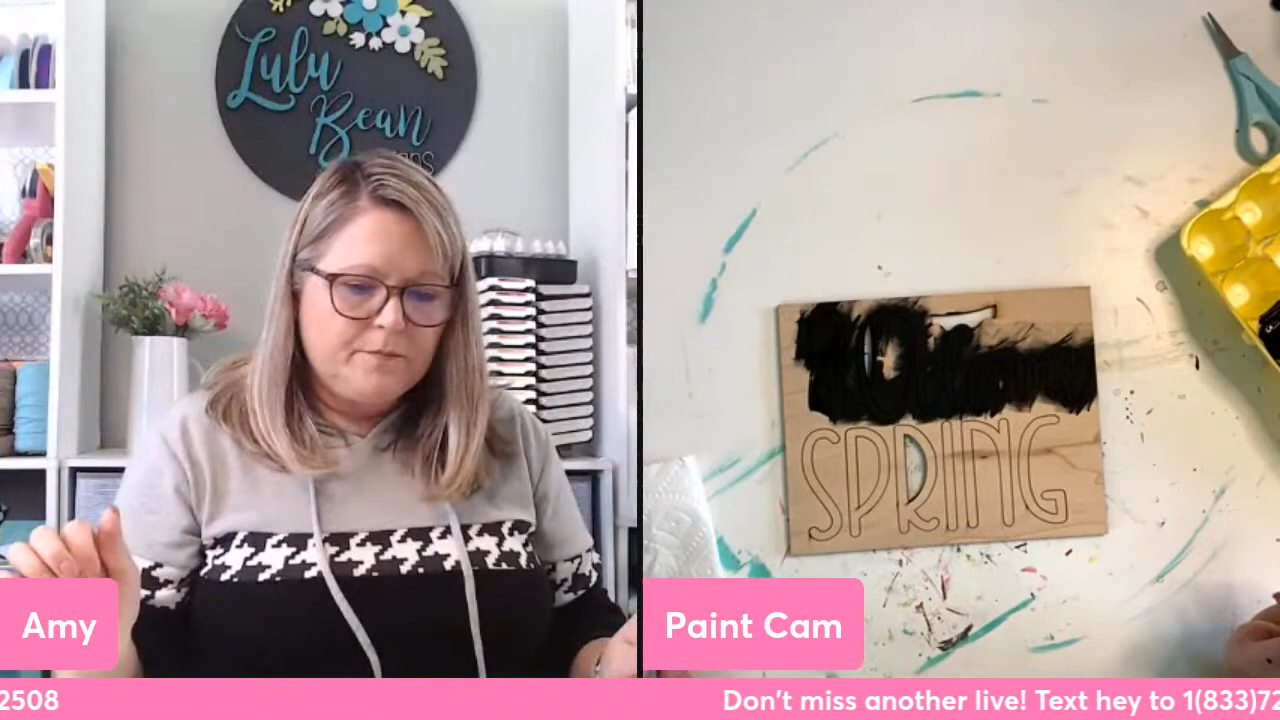 Lulu
Bean
SPRING
Amy
Paint Cam
2508
Don't miss another live! Text hey to 1(833)72